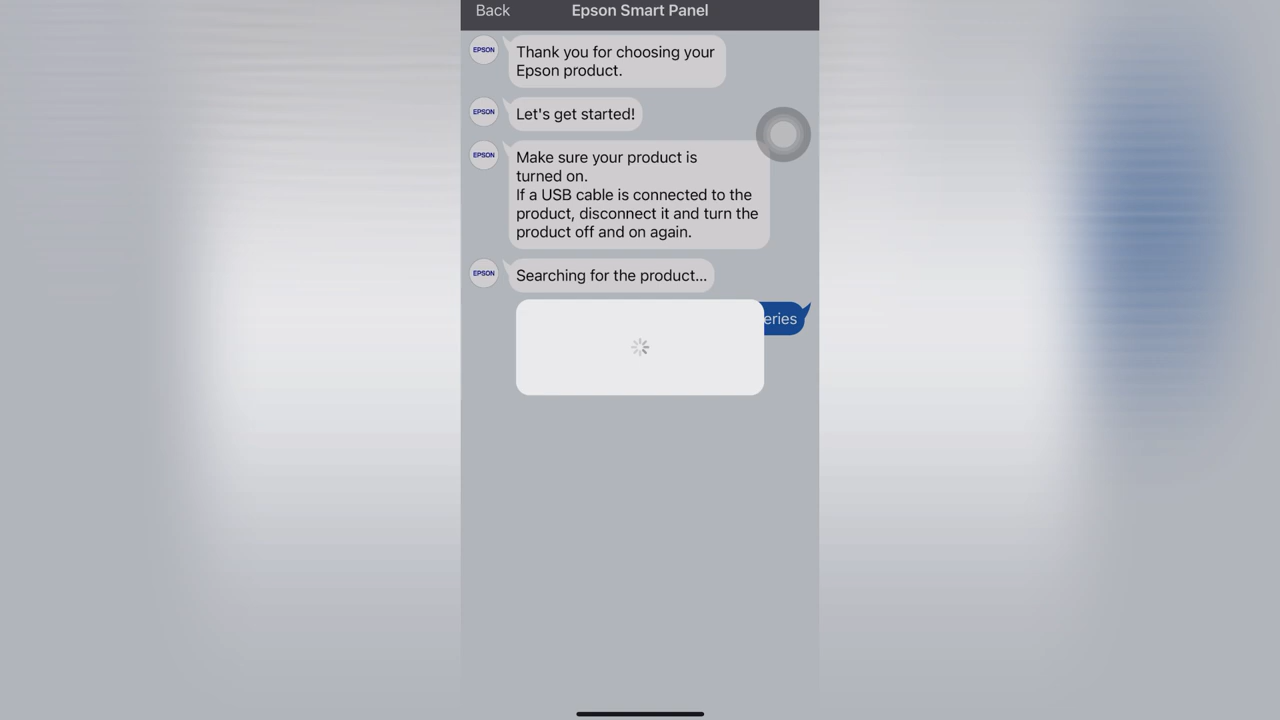 Back
Epson Smart Panel
EPSON
Thank you for choosing your
Epson product.
EPSON
Let's get started!
EPSON
Make sure your product is
turned on.
If a USB cable is connected to the
product, disconnect it and turn the
product off and on again.
EPSON
Searching for the product...
eries